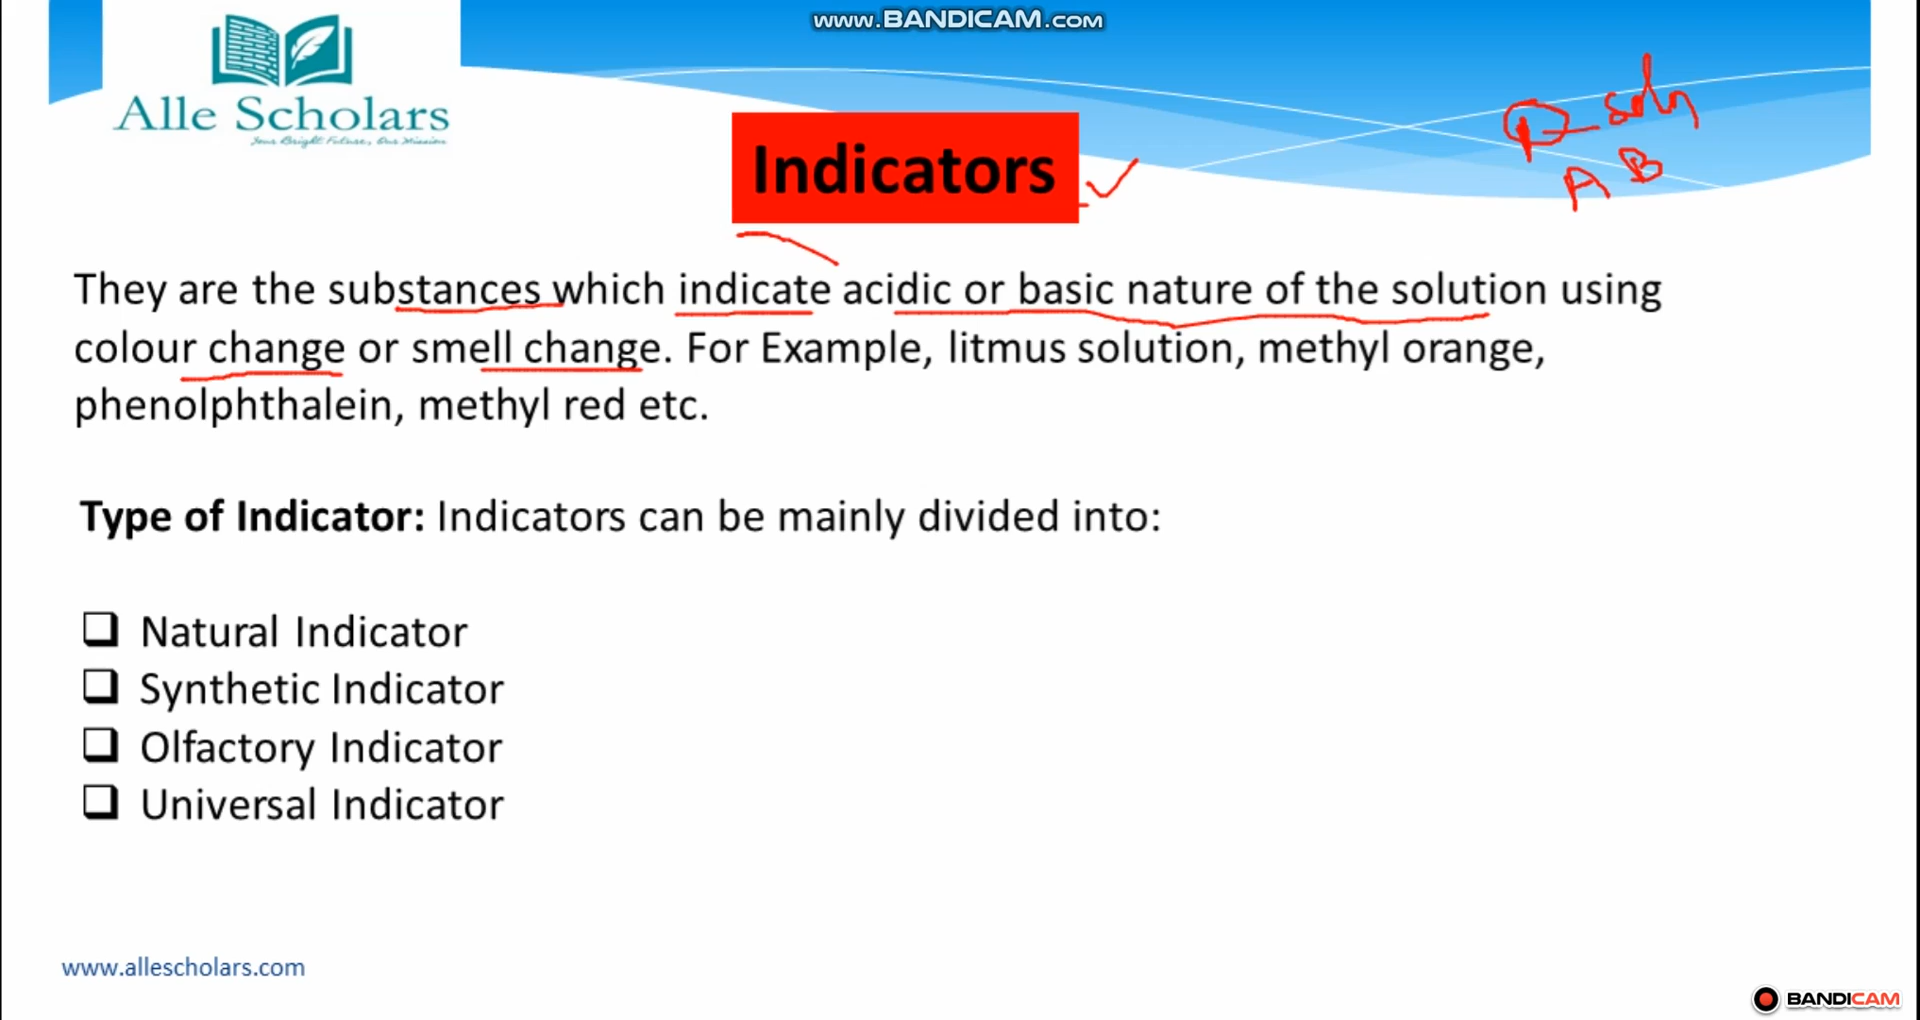 www.BANDICAM.com
Alle Scholars
Your Bright Future, Our Mission
soln
A B
Indicators
They are the substances which indicate acidic or basic nature of the solution using
colour change or smell change. For Example, litmus solution, methyl orange,
phenolphthalein, methyl red etc.
Type of Indicator: Indicators can be mainly divided into:
Natural Indicator
Synthetic Indicator
Olfactory Indicator
Universal Indicator
www.allescholars.com
BANDICAM